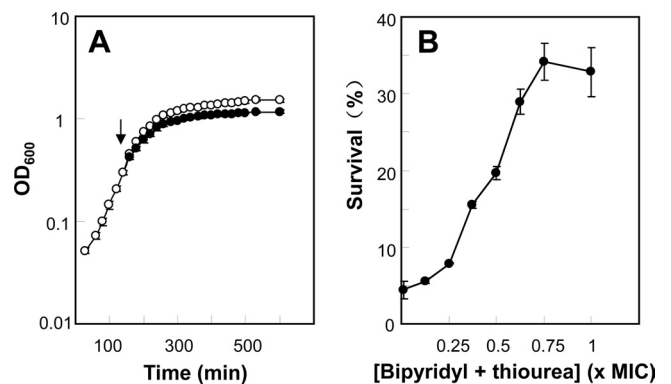 A
10
1
0.1
0.01
OD600
100 300 500
Time (min)
B
40
30
20
10
0
Survival (%)
0.25 0.5 0.75 1
[Bipyridyl + thiourea] (x MIC)